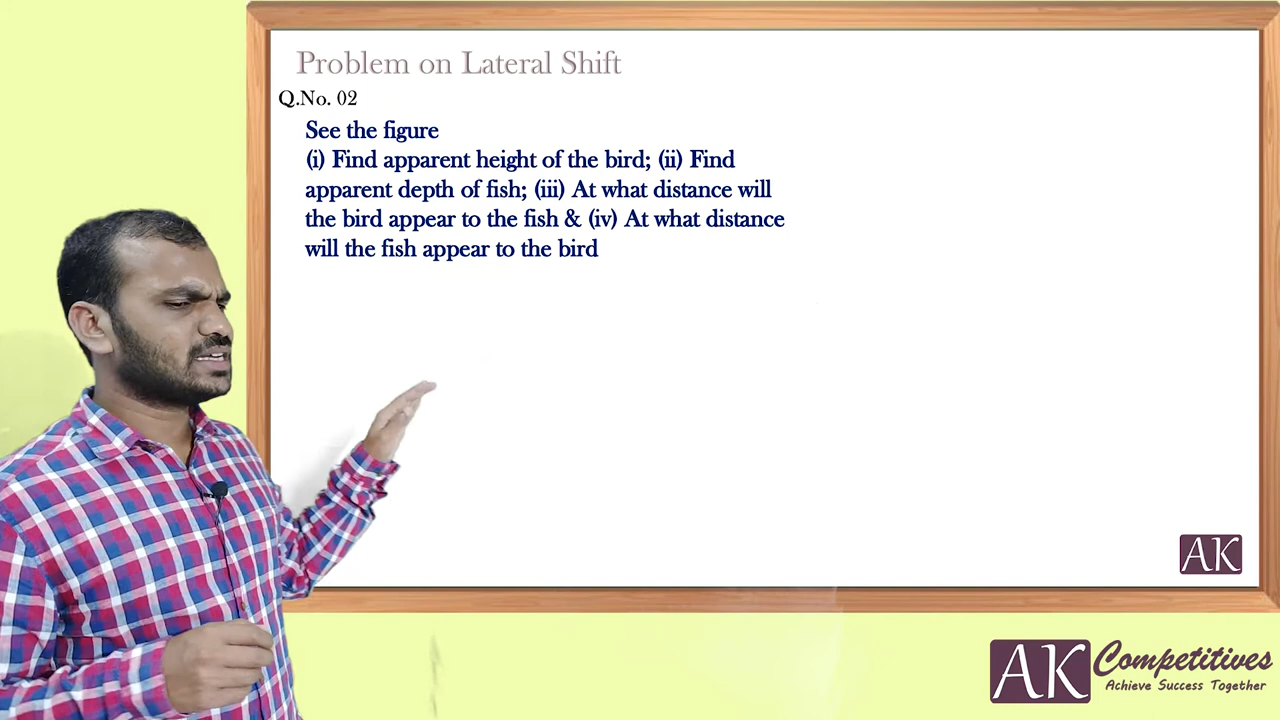 Problem on Lateral Shift
Q.No. 02
See the figure
(i) Find apparent height of the bird; (ii) Find
apparent depth of fish; (iii) At what distance will
the bird appear to the fish & (iv) At what distance
will the fish appear to the bird
AK
AK Competitives
Achieve Success Together